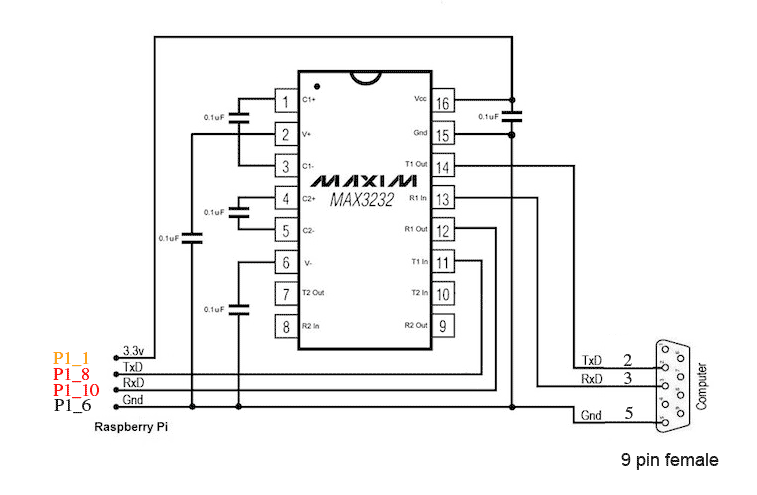 1 C1+
0.1uF
2 V+
3 C1-
4 C2+
0.1uF
5 C2-
0.1uF
6 V-
0.1uF
7 T2 Out
8 R2 In
MAXIM
MAX3232
Vcc 16
0.1uF
Gnd 15
T1 Out 14
R1 In 13
R1 Out 12
T1 In 11
T2 In 10
R2 Out 9
P1_1 3.3v
P1_8 TxD
P1_10 RxD
P1_6 Gnd
Raspberry Pi
TxD 2
RxD 3
Gnd 5
Computer
9 pin female